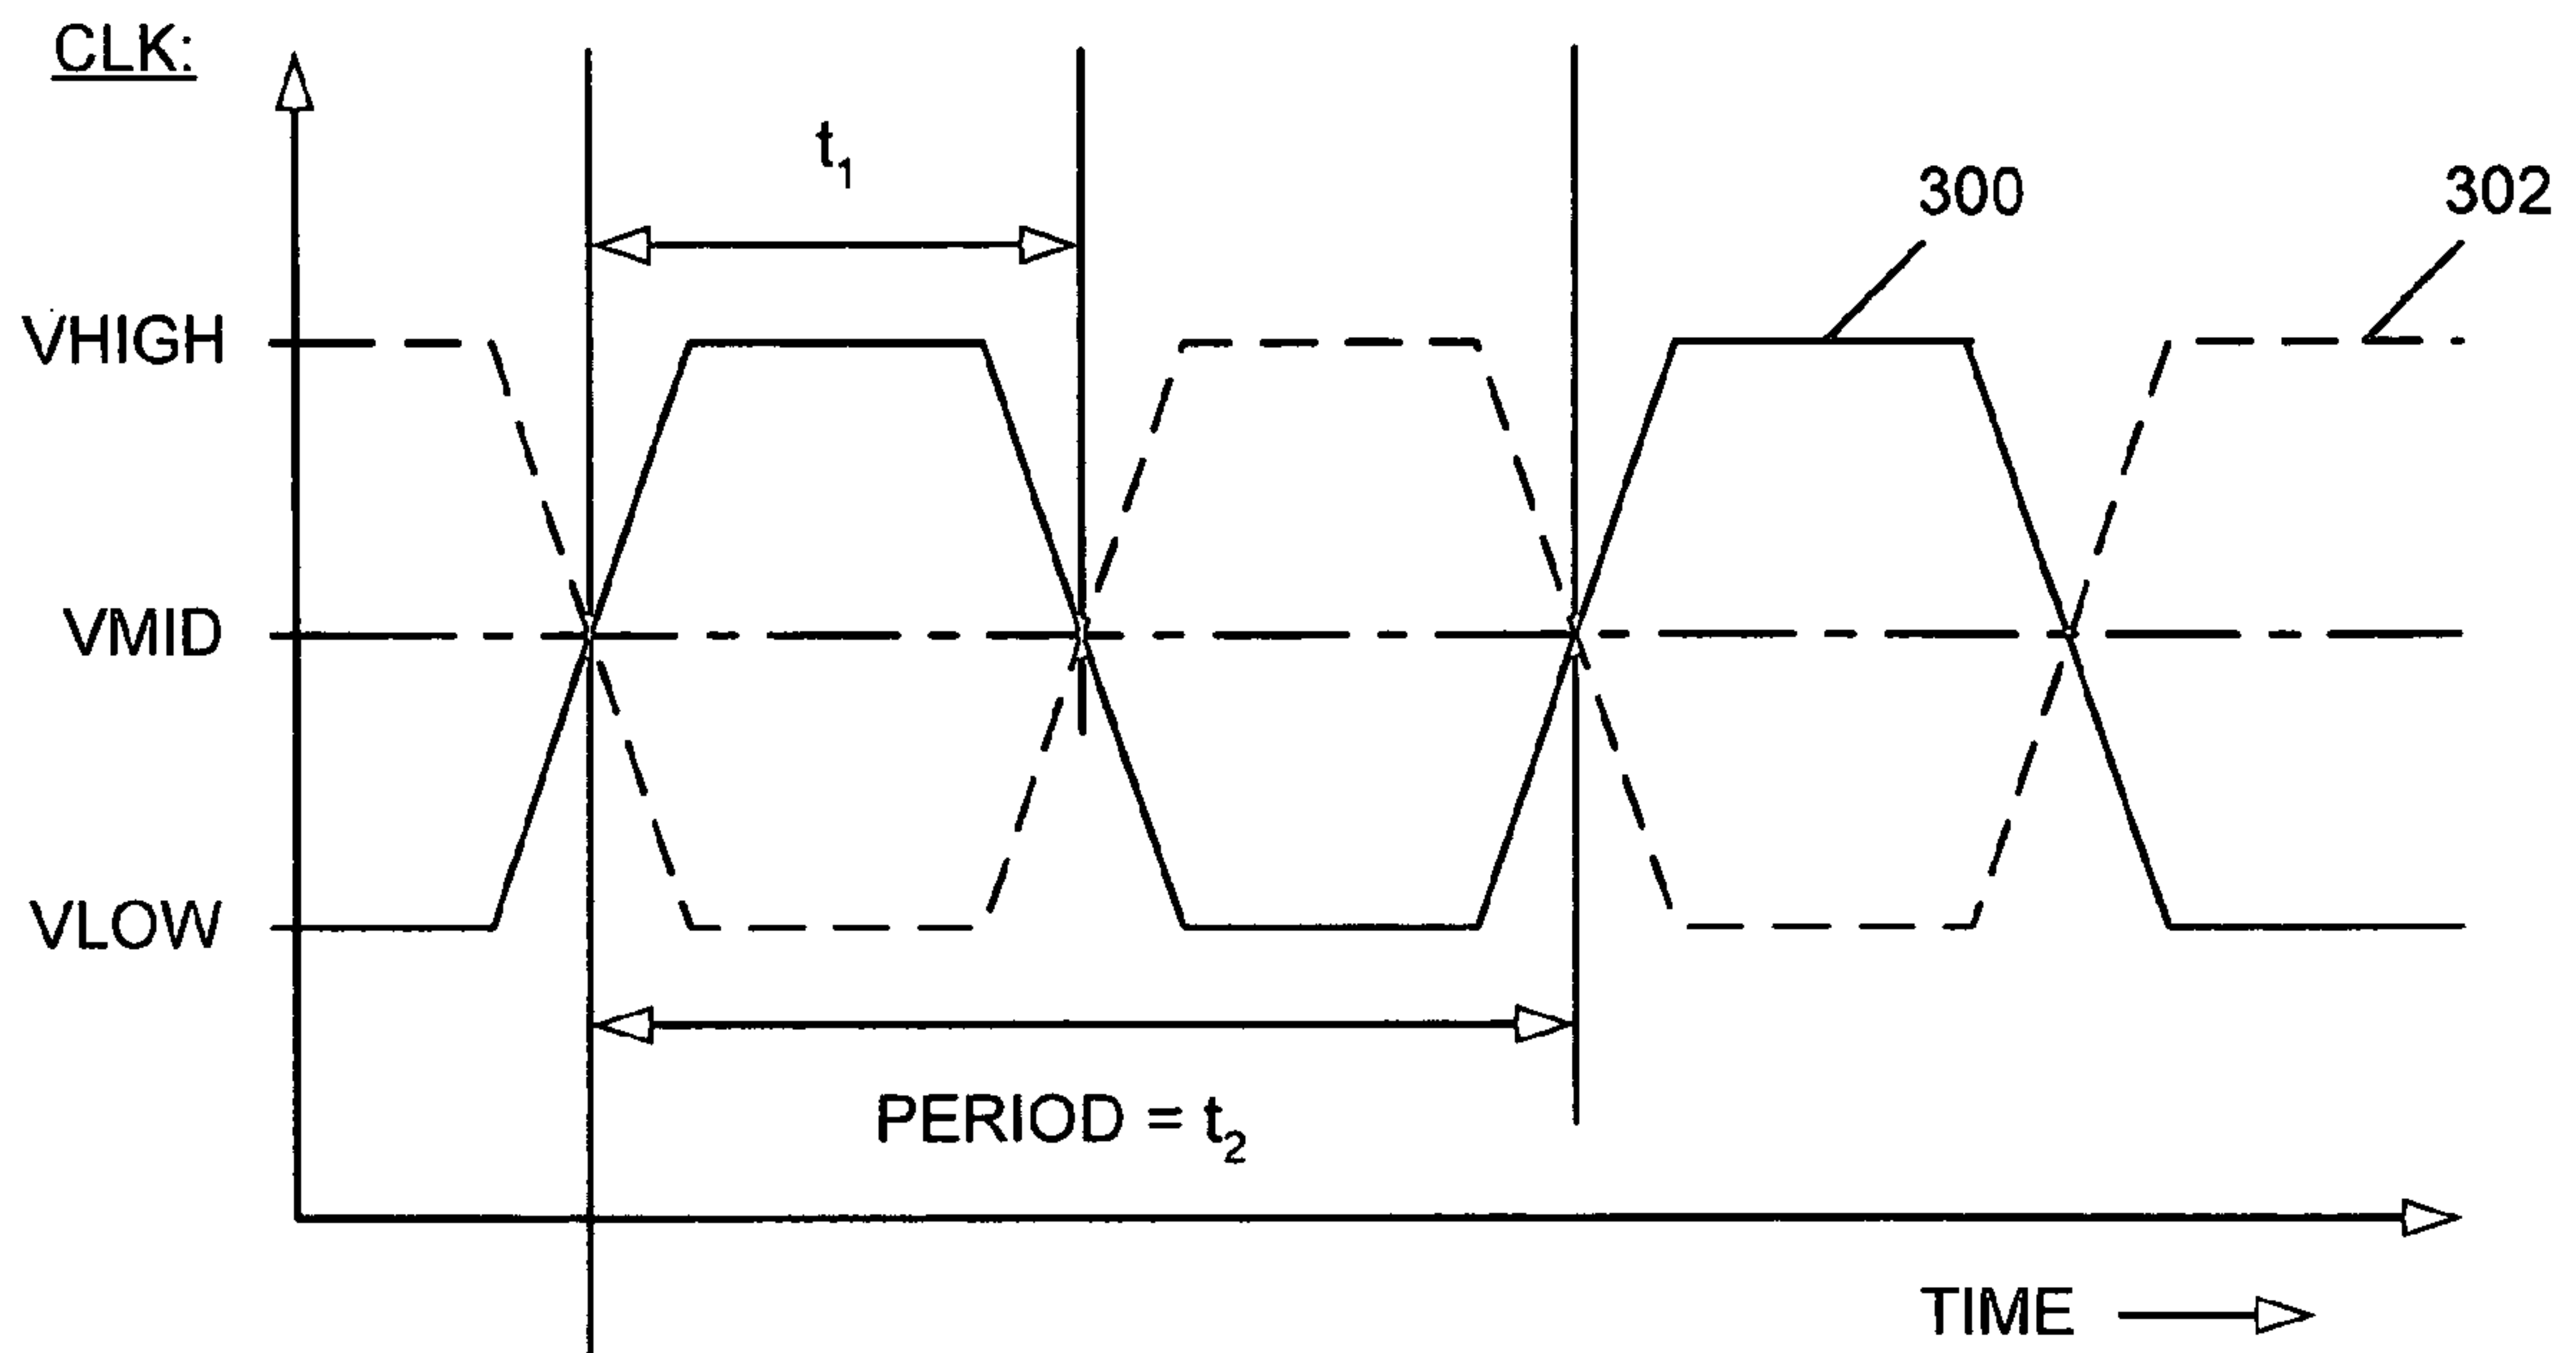 CLK:
t1
300
302
VHIGH
VMID
VLOW
PERIOD = t2
TIME